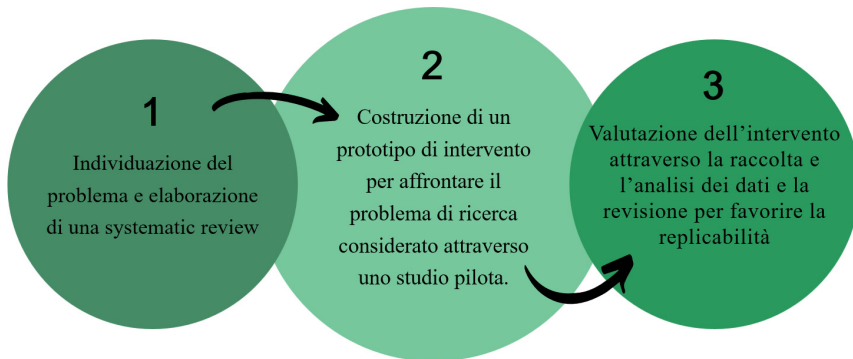 1
Individuazione del
problema e elaborazione
di una systematic review
2
Costruzione di un
prototipo di intervento
per affrontare il
problema di ricerca
considerato attraverso
uno studio pilota.
3
Valutazione dell'intervento
attraverso la raccolta e
l'analisi dei dati e la
revisione per favorire la
replicabilità